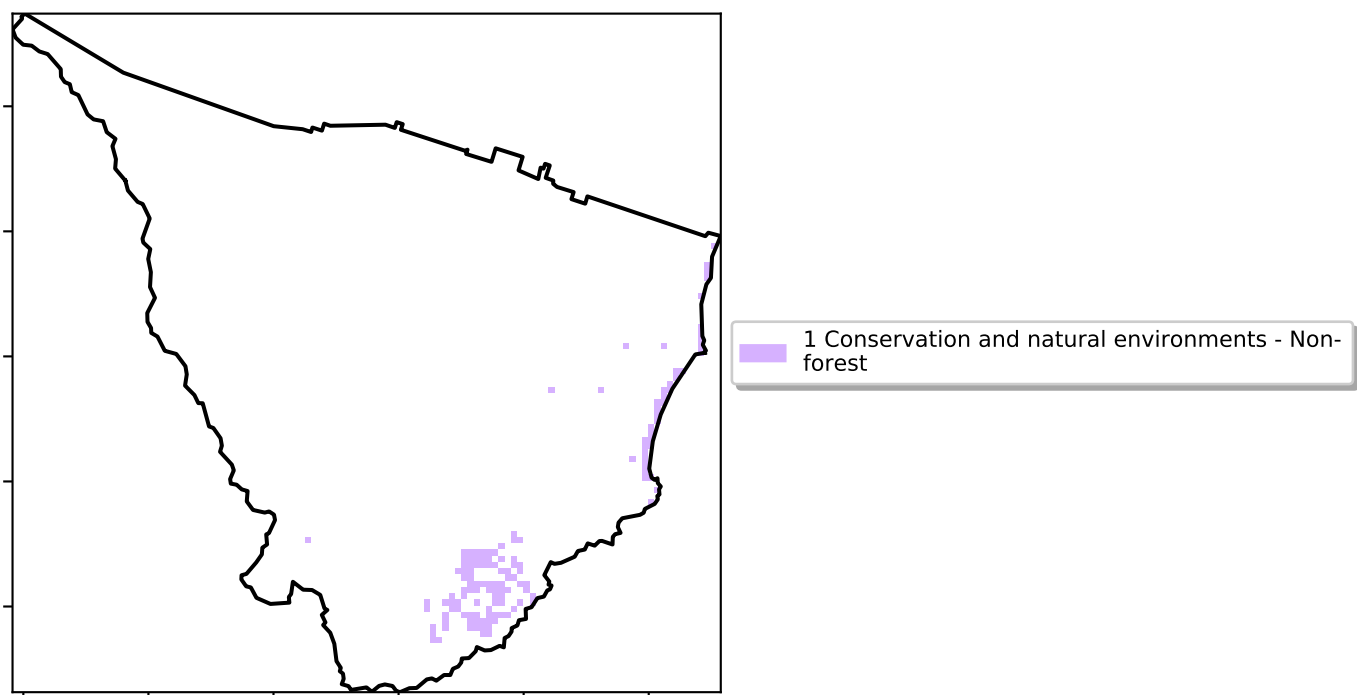 1 Conservation and natural environments - Non-
forest